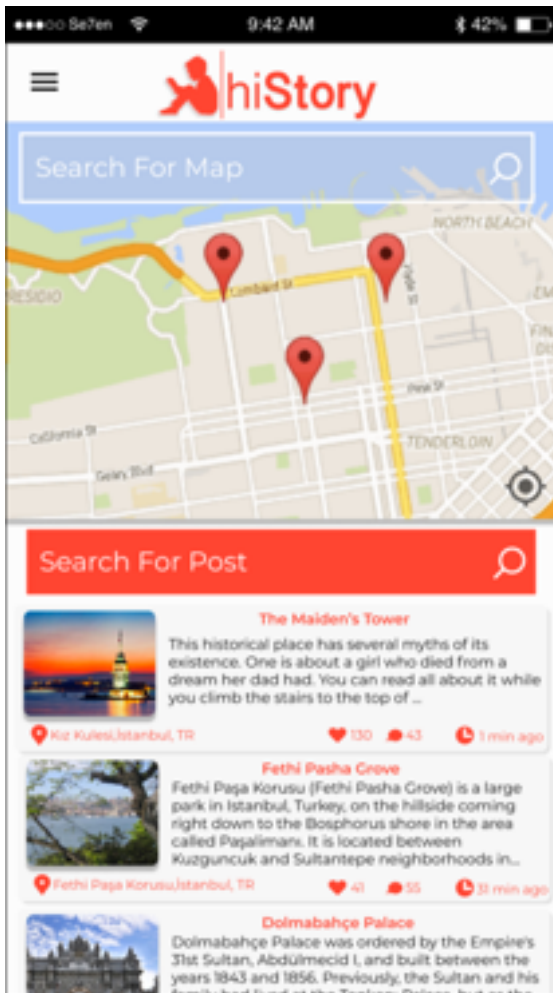 Se7en 9:42 AM 42%
hiStory
Search For Map
NORTH BEACH
RESIDIO
Lombard St
Pine St
California St
TENDERLOIN
Geary Blvd
Search For Post
The Maiden's Tower
This historical place has several myths of its
existence. One is about a girl who died from a
dream her dad had. You can read all about it while
you climb the stairs to the top of ...
Kız Kulesi,İstanbul, TR 130 43 1 min ago
Fethi Pasha Grove
Fethi Paşa Korusu (Fethi Pasha Grove) is a large
park in Istanbul, Turkey, on the hillside coming
right down to the Bosphorus shore in the area
called Paşalimanı. It is located between
Kuzguncuk and Sultantepe neighborhoods in...
Fethi Paşa Korusu,İstanbul, TR 41 55 31 min ago
Dolmabahçe Palace
Dolmabahçe Palace was ordered by the Empire's
31st Sultan, Abdülmecid I, and built between the
years 1843 and 1856. Previously, the Sultan and his